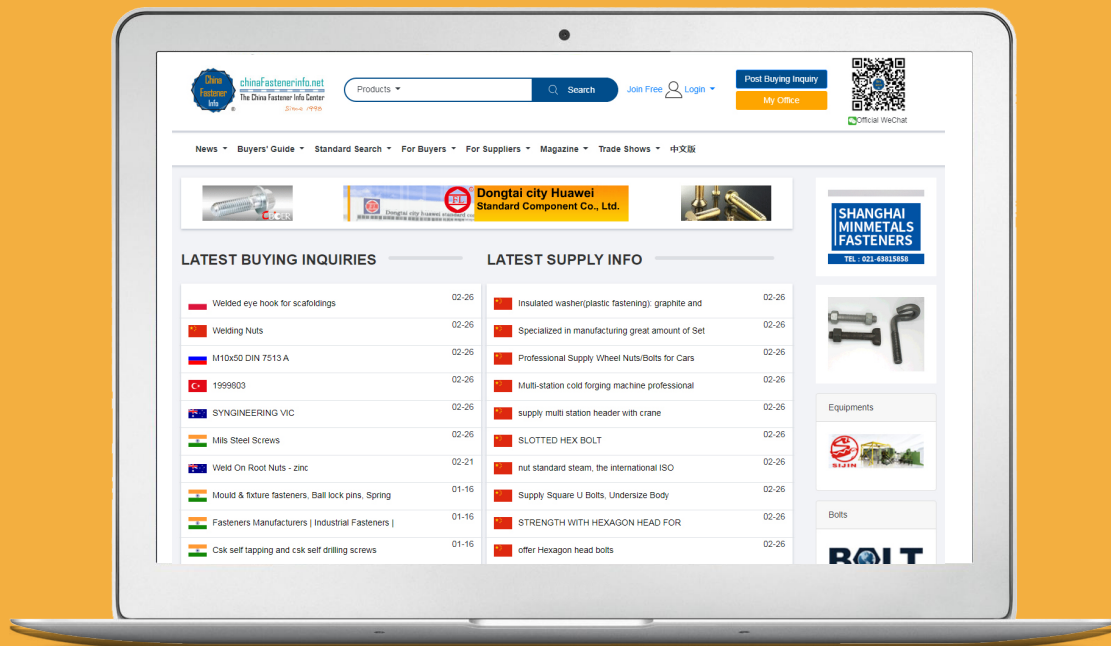 China
Fastener
Info
®
chinaFastenerinfo.net
The China Fastener Info Center
Since 1998
Products
Search
Join Free
Login
Post Buying Inquiry
My Office
Official WeChat
News
Buyers' Guide
Standard Search
For Buyers
For Suppliers
Magazine
Trade Shows
中文版
Dongtai city Huawei
Standard Component Co., Ltd.
Dongtai city huawei standard co
SHANGHAI
MINMETALS
FASTENERS
TEL : 021-63815858
LATEST BUYING INQUIRIES
Welded eye hook for scafoldings 02-26
Welding Nuts 02-26
M10x50 DIN 7513 A 02-26
1999803 02-26
SYNGINEERING VIC 02-26
Mils Steel Screws 02-26
Weld On Root Nuts - zinc 02-21
Mould & fixture fasteners, Ball lock pins, Spring 01-16
Fasteners Manufacturers | Industrial Fasteners | 01-16
Csk self tapping and csk self drilling screws 01-16
LATEST SUPPLY INFO
Insulated washer(plastic fastening): graphite and 02-26
Specialized in manufacturing great amount of Set 02-26
Professional Supply Wheel Nuts/Bolts for Cars 02-26
Multi-station cold forging machine professional 02-26
supply multi station header with crane 02-26
SLOTTED HEX BOLT 02-26
nut standard steam, the international ISO 02-26
Supply Square U Bolts, Undersize Body 02-26
STRENGTH WITH HEXAGON HEAD FOR 02-26
offer Hexagon head bolts 02-26
Equipments
SIJIN
Bolts
BOLT